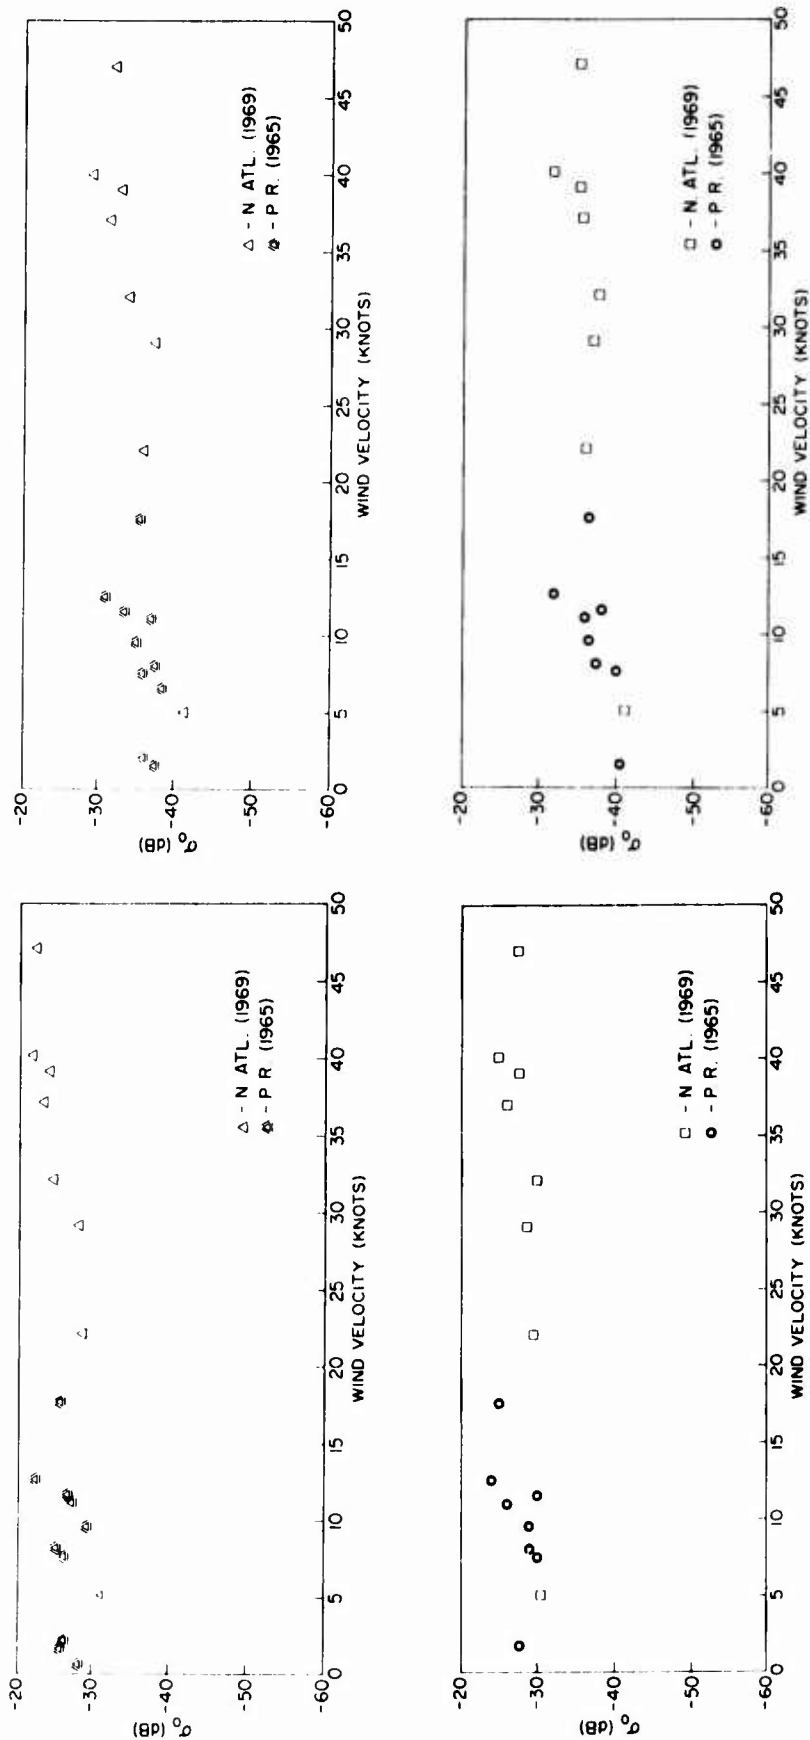 σ₀ (dB)
-20
-30
-40
-50
-60
△ - N ATL. (1969)
- P R. (1965)
0 5 10 15 20 25 30 35 40 45 50
WIND VELOCITY (KNOTS)
σ₀ (dB)
-20
-30
-40
-50
-60
△ - N ATL. (1969)
- P R. (1965)
0 5 10 15 20 25 30 35 40 45 50
WIND VELOCITY (KNOTS)
σ₀ (dB)
-20
-30
-40
-50
-60
□ - N ATL. (1969)
o - P R. (1965)
0 5 10 15 20 25 30 35 40 45 50
WIND VELOCITY (KNOTS)
σ₀ (dB)
-20
-30
-40
-50
-60
□ - N. ATL. (1969)
o - P R. (1965)
0 5 10 15 20 25 30 35 40 45 50
WIND VELOCITY (KNOTS)